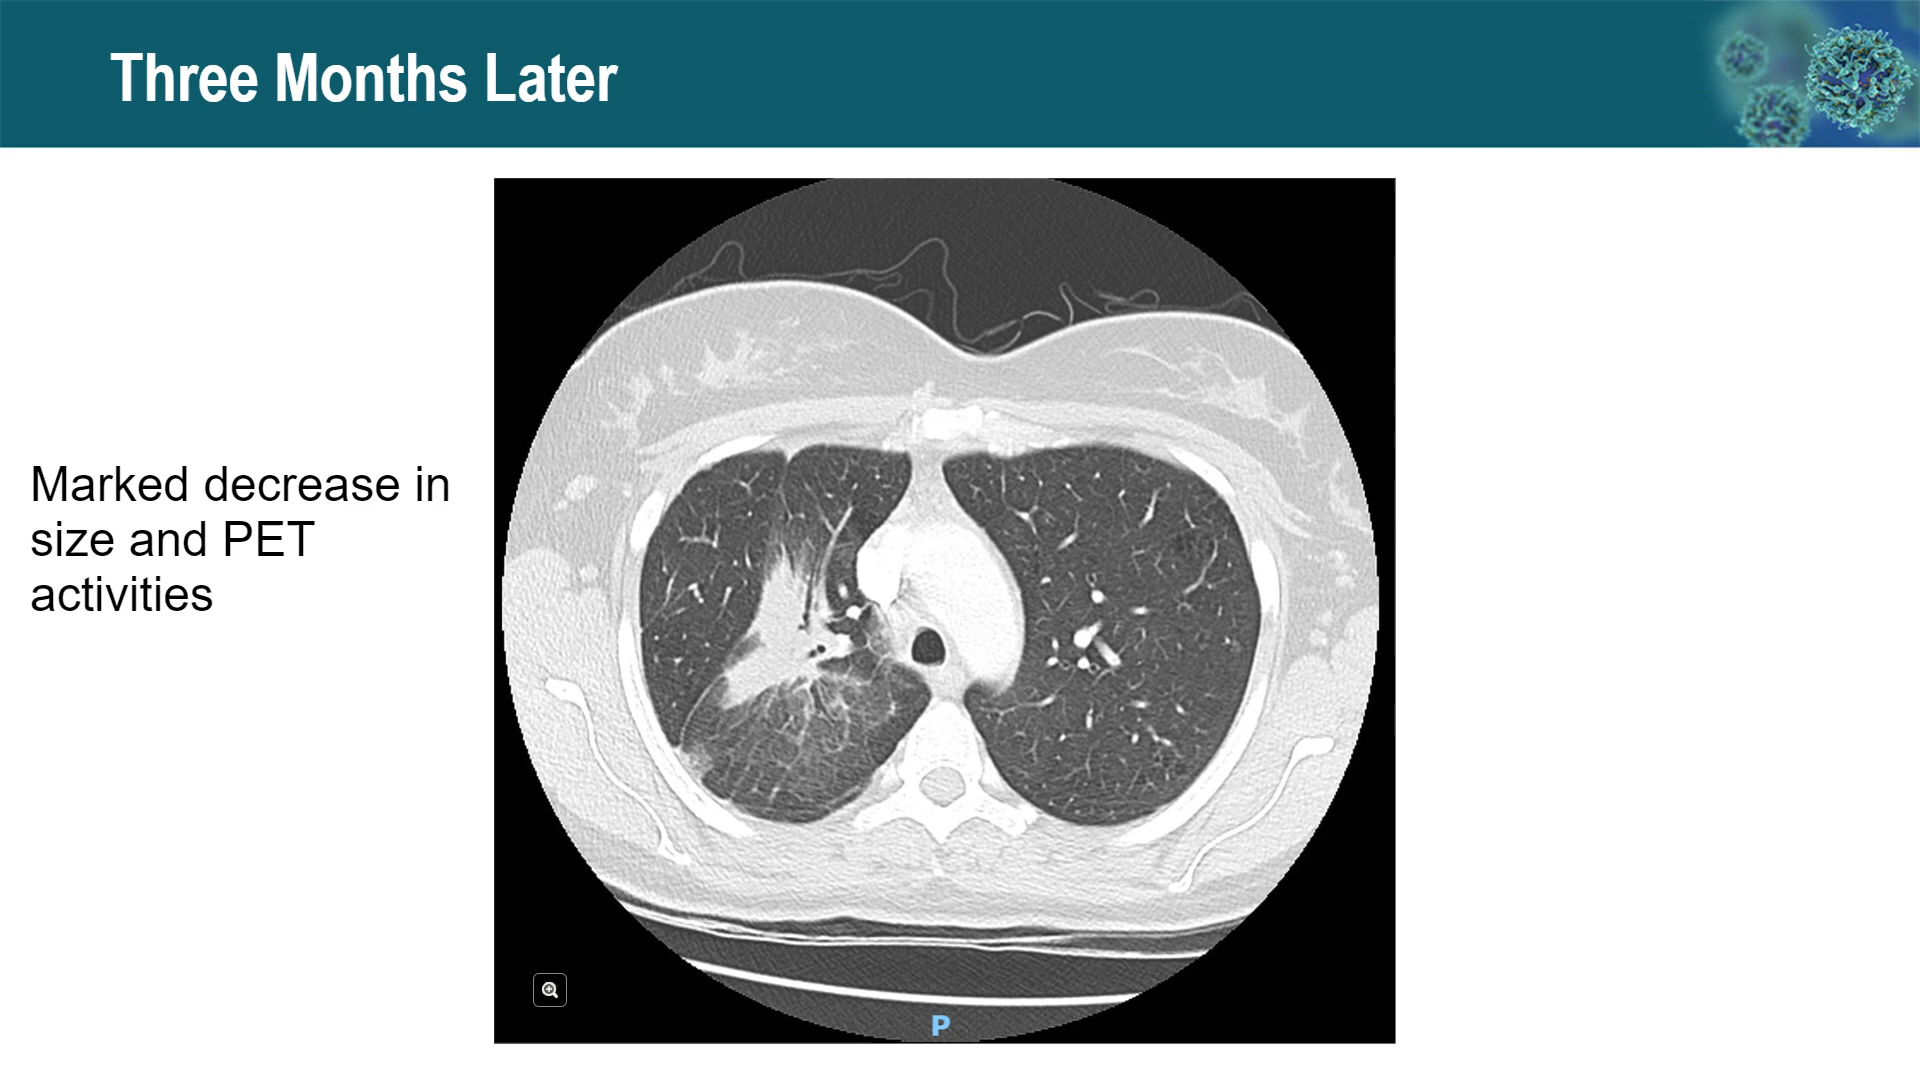 Three Months Later
Marked decrease in
size and PET
activities
P